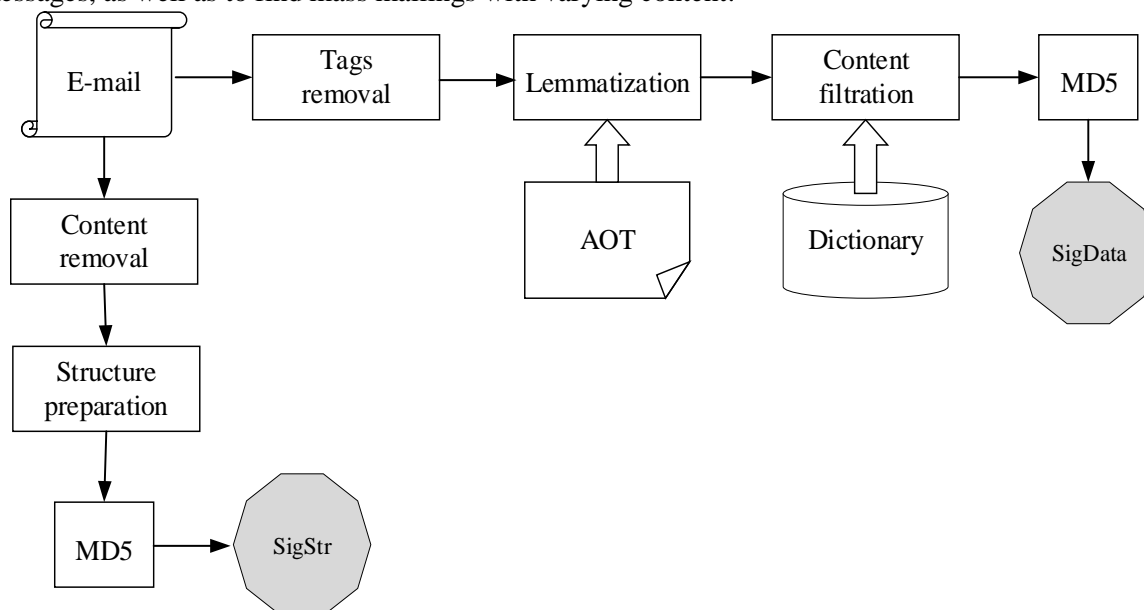 essages, as well as to find mass mailings with varying content.
E-mail
Tags
removal
Lemmatization
Content
filtration
MD5
AOT
Dictionary
SigData
Content
removal
Structure
preparation
MD5
SigStr